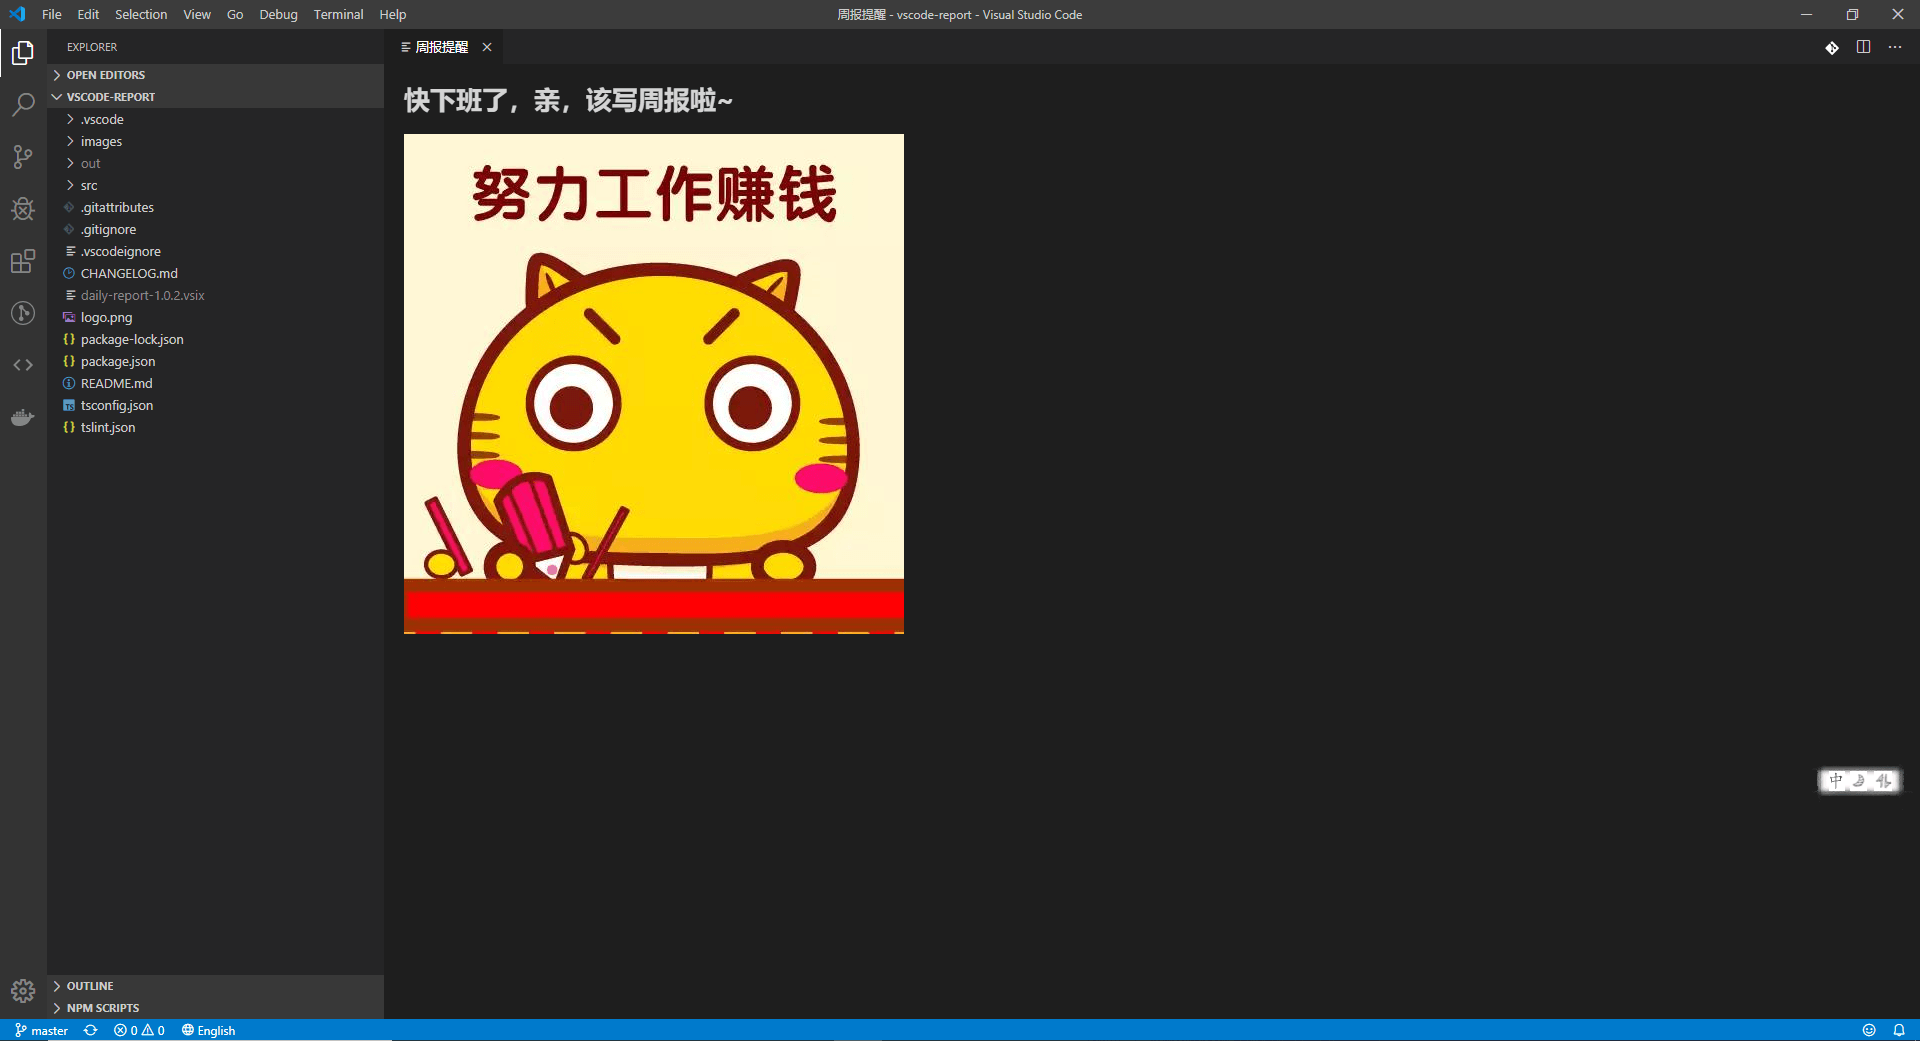 File Edit Selection View Go Debug Terminal Help
周报提醒 - vscode-report - Visual Studio Code
EXPLORER
OPEN EDITORS
VSCODE-REPORT
.vscode
images
out
src
.gitattributes
.gitignore
.vscodeignore
CHANGELOG.md
daily-report-1.0.2.vsix
logo.png
package-lock.json
package.json
README.md
tsconfig.json
tslint.json
OUTLINE
NPM SCRIPTS
周报提醒
快下班了，亲，该写周报啦~
努力工作赚钱
中
master 0 0 English